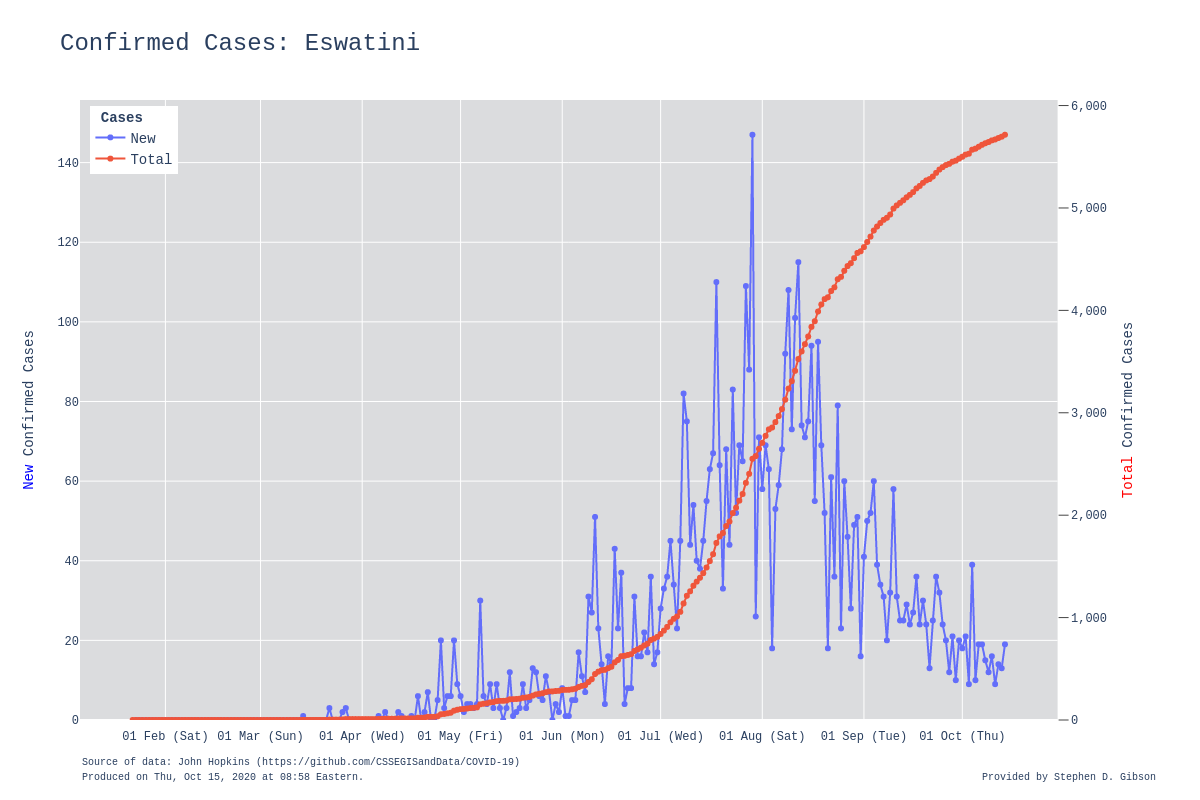 Confirmed Cases: Eswatini
Cases
New
Total
140
120
100
80
60
40
20
0
New Confirmed Cases
6,000
5,000
4,000
3,000
2,000
1,000
0
Total Confirmed Cases
01 Feb (Sat) 01 Mar (Sun) 01 Apr (Wed) 01 May (Fri) 01 Jun (Mon) 01 Jul (Wed) 01 Aug (Sat) 01 Sep (Tue) 01 Oct (Thu)
Source of data: John Hopkins (https://github.com/CSSEGISandData/COVID-19)
Produced on Thu, Oct 15, 2020 at 08:58 Eastern.
Provided by Stephen D. Gibson